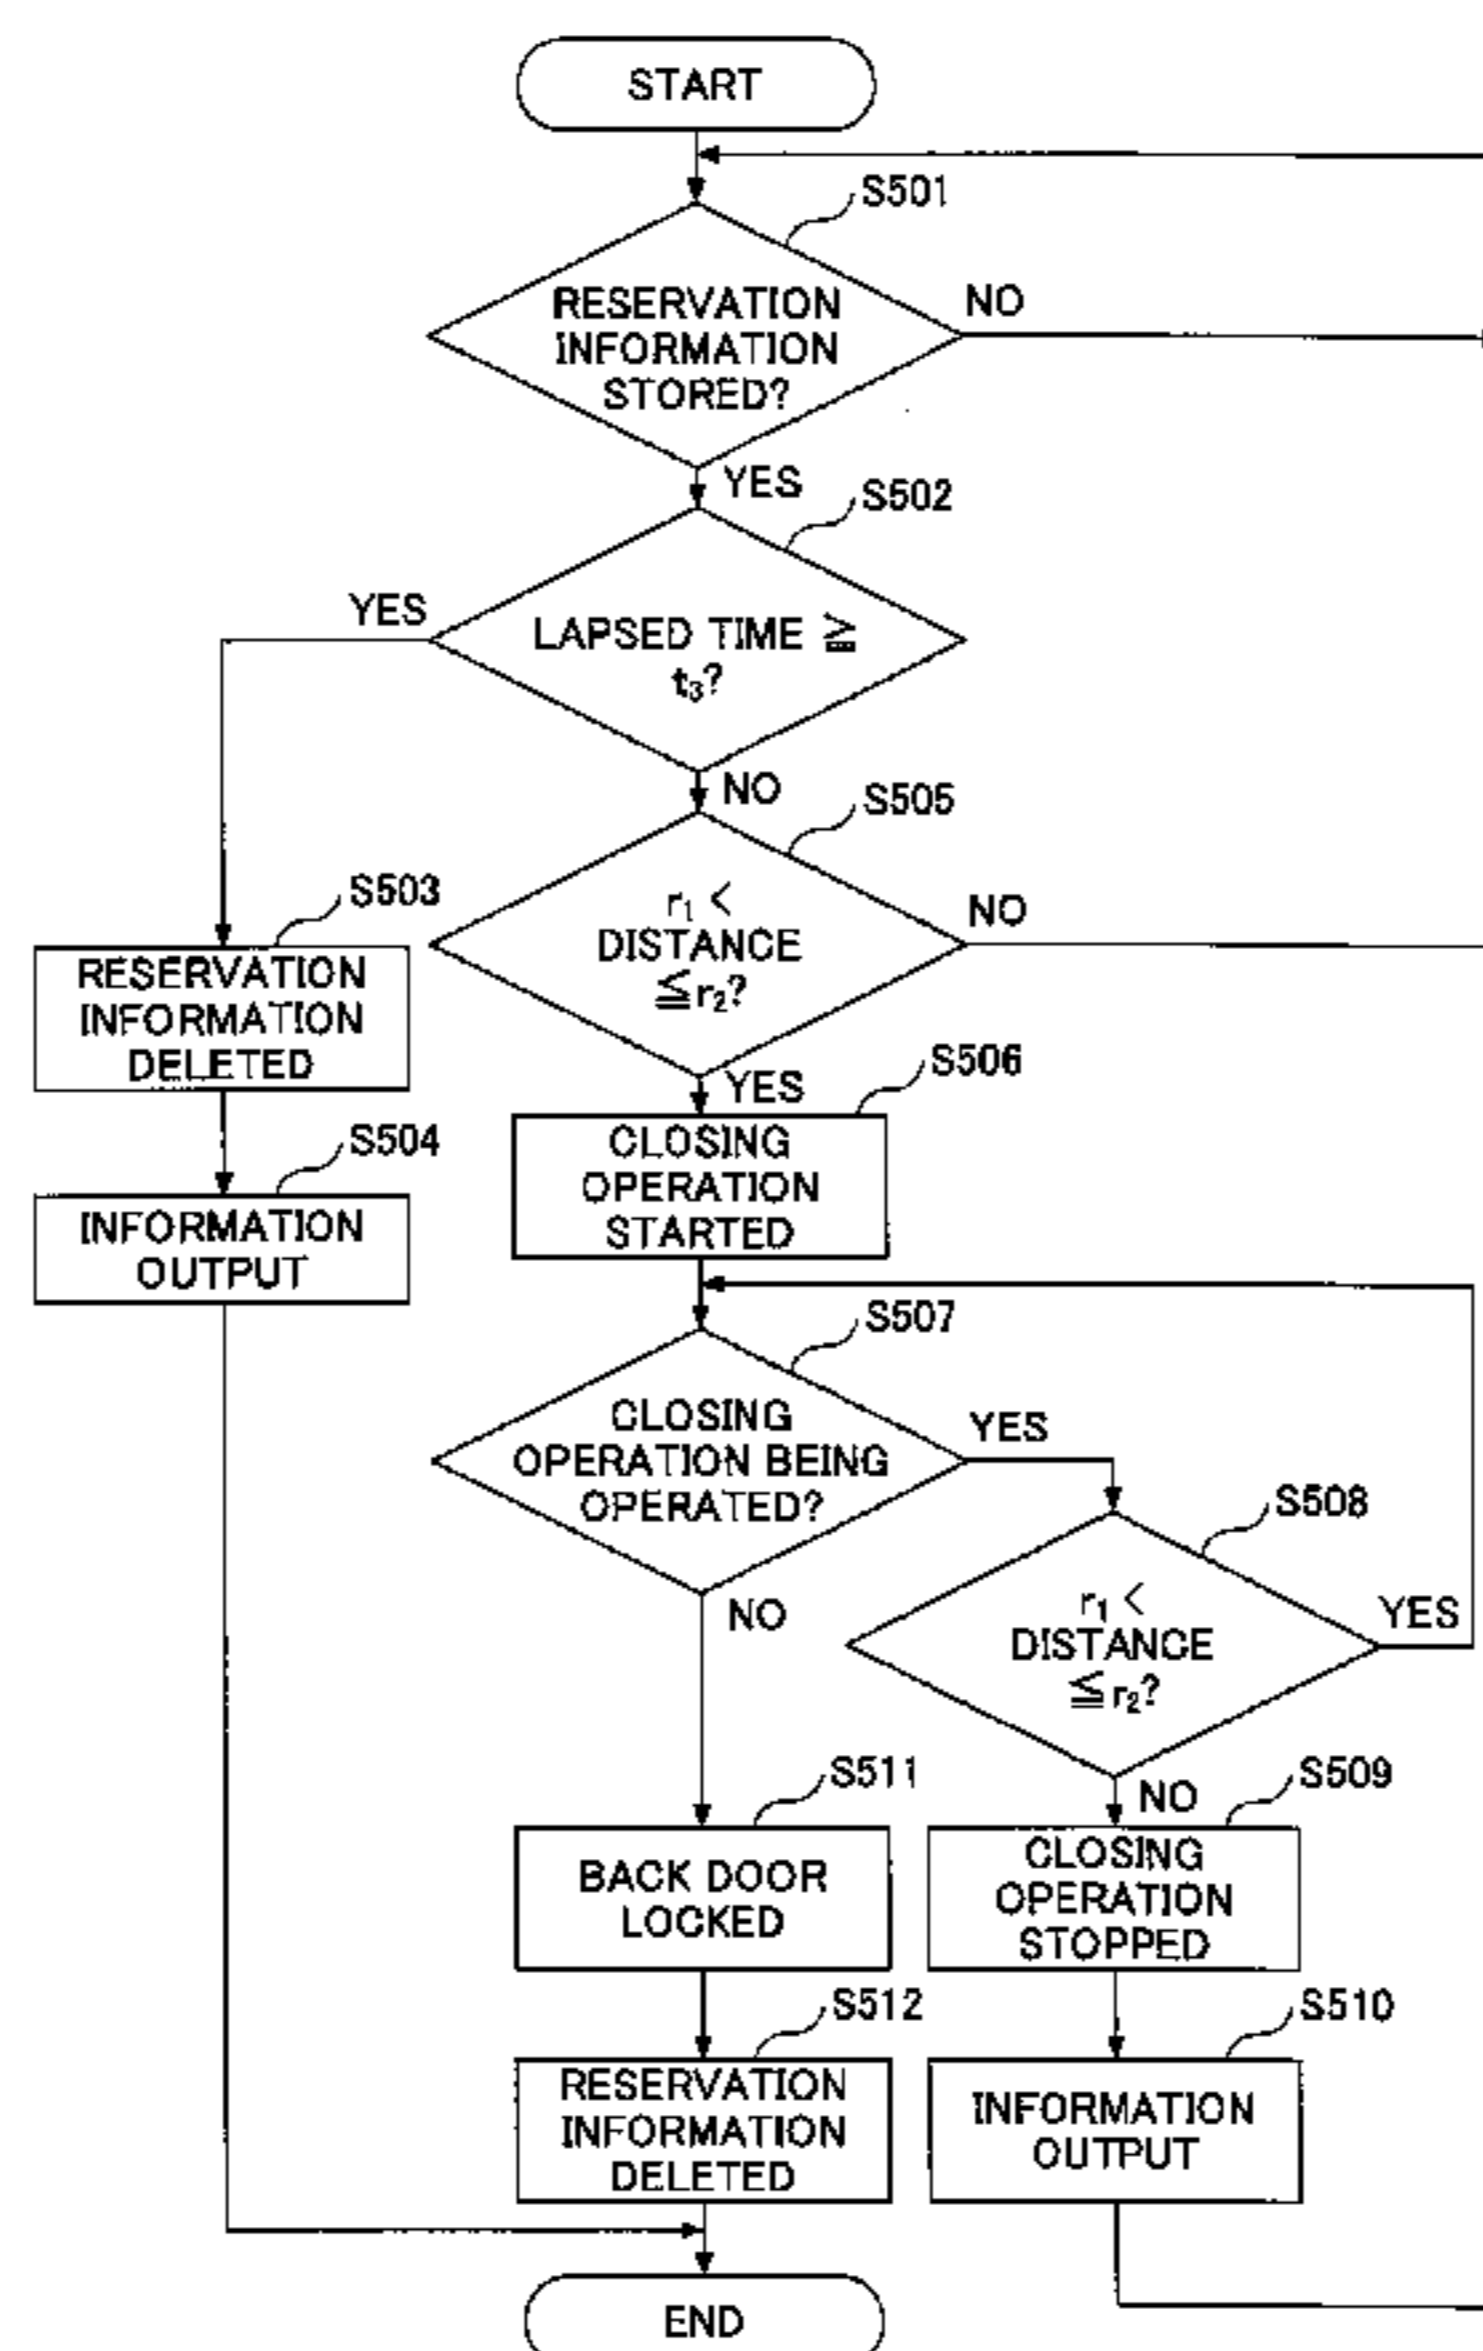 START
S501
RESERVATION
INFORMATION
STORED?
NO
YES
S502
YES
LAPSED TIME ≧
t₃?
NO
S505
r₁ <
DISTANCE
≦r₂?
NO
S503
RESERVATION
INFORMATION
DELETED
YES
S506
CLOSING
OPERATION
STARTED
S504
INFORMATION
OUTPUT
S507
CLOSING
OPERATION BEING
OPERATED?
YES
NO
S508
r₁ <
DISTANCE
≦r₂?
YES
NO
S511
BACK DOOR
LOCKED
S509
CLOSING
OPERATION
STOPPED
S512
RESERVATION
INFORMATION
DELETED
S510
INFORMATION
OUTPUT
END